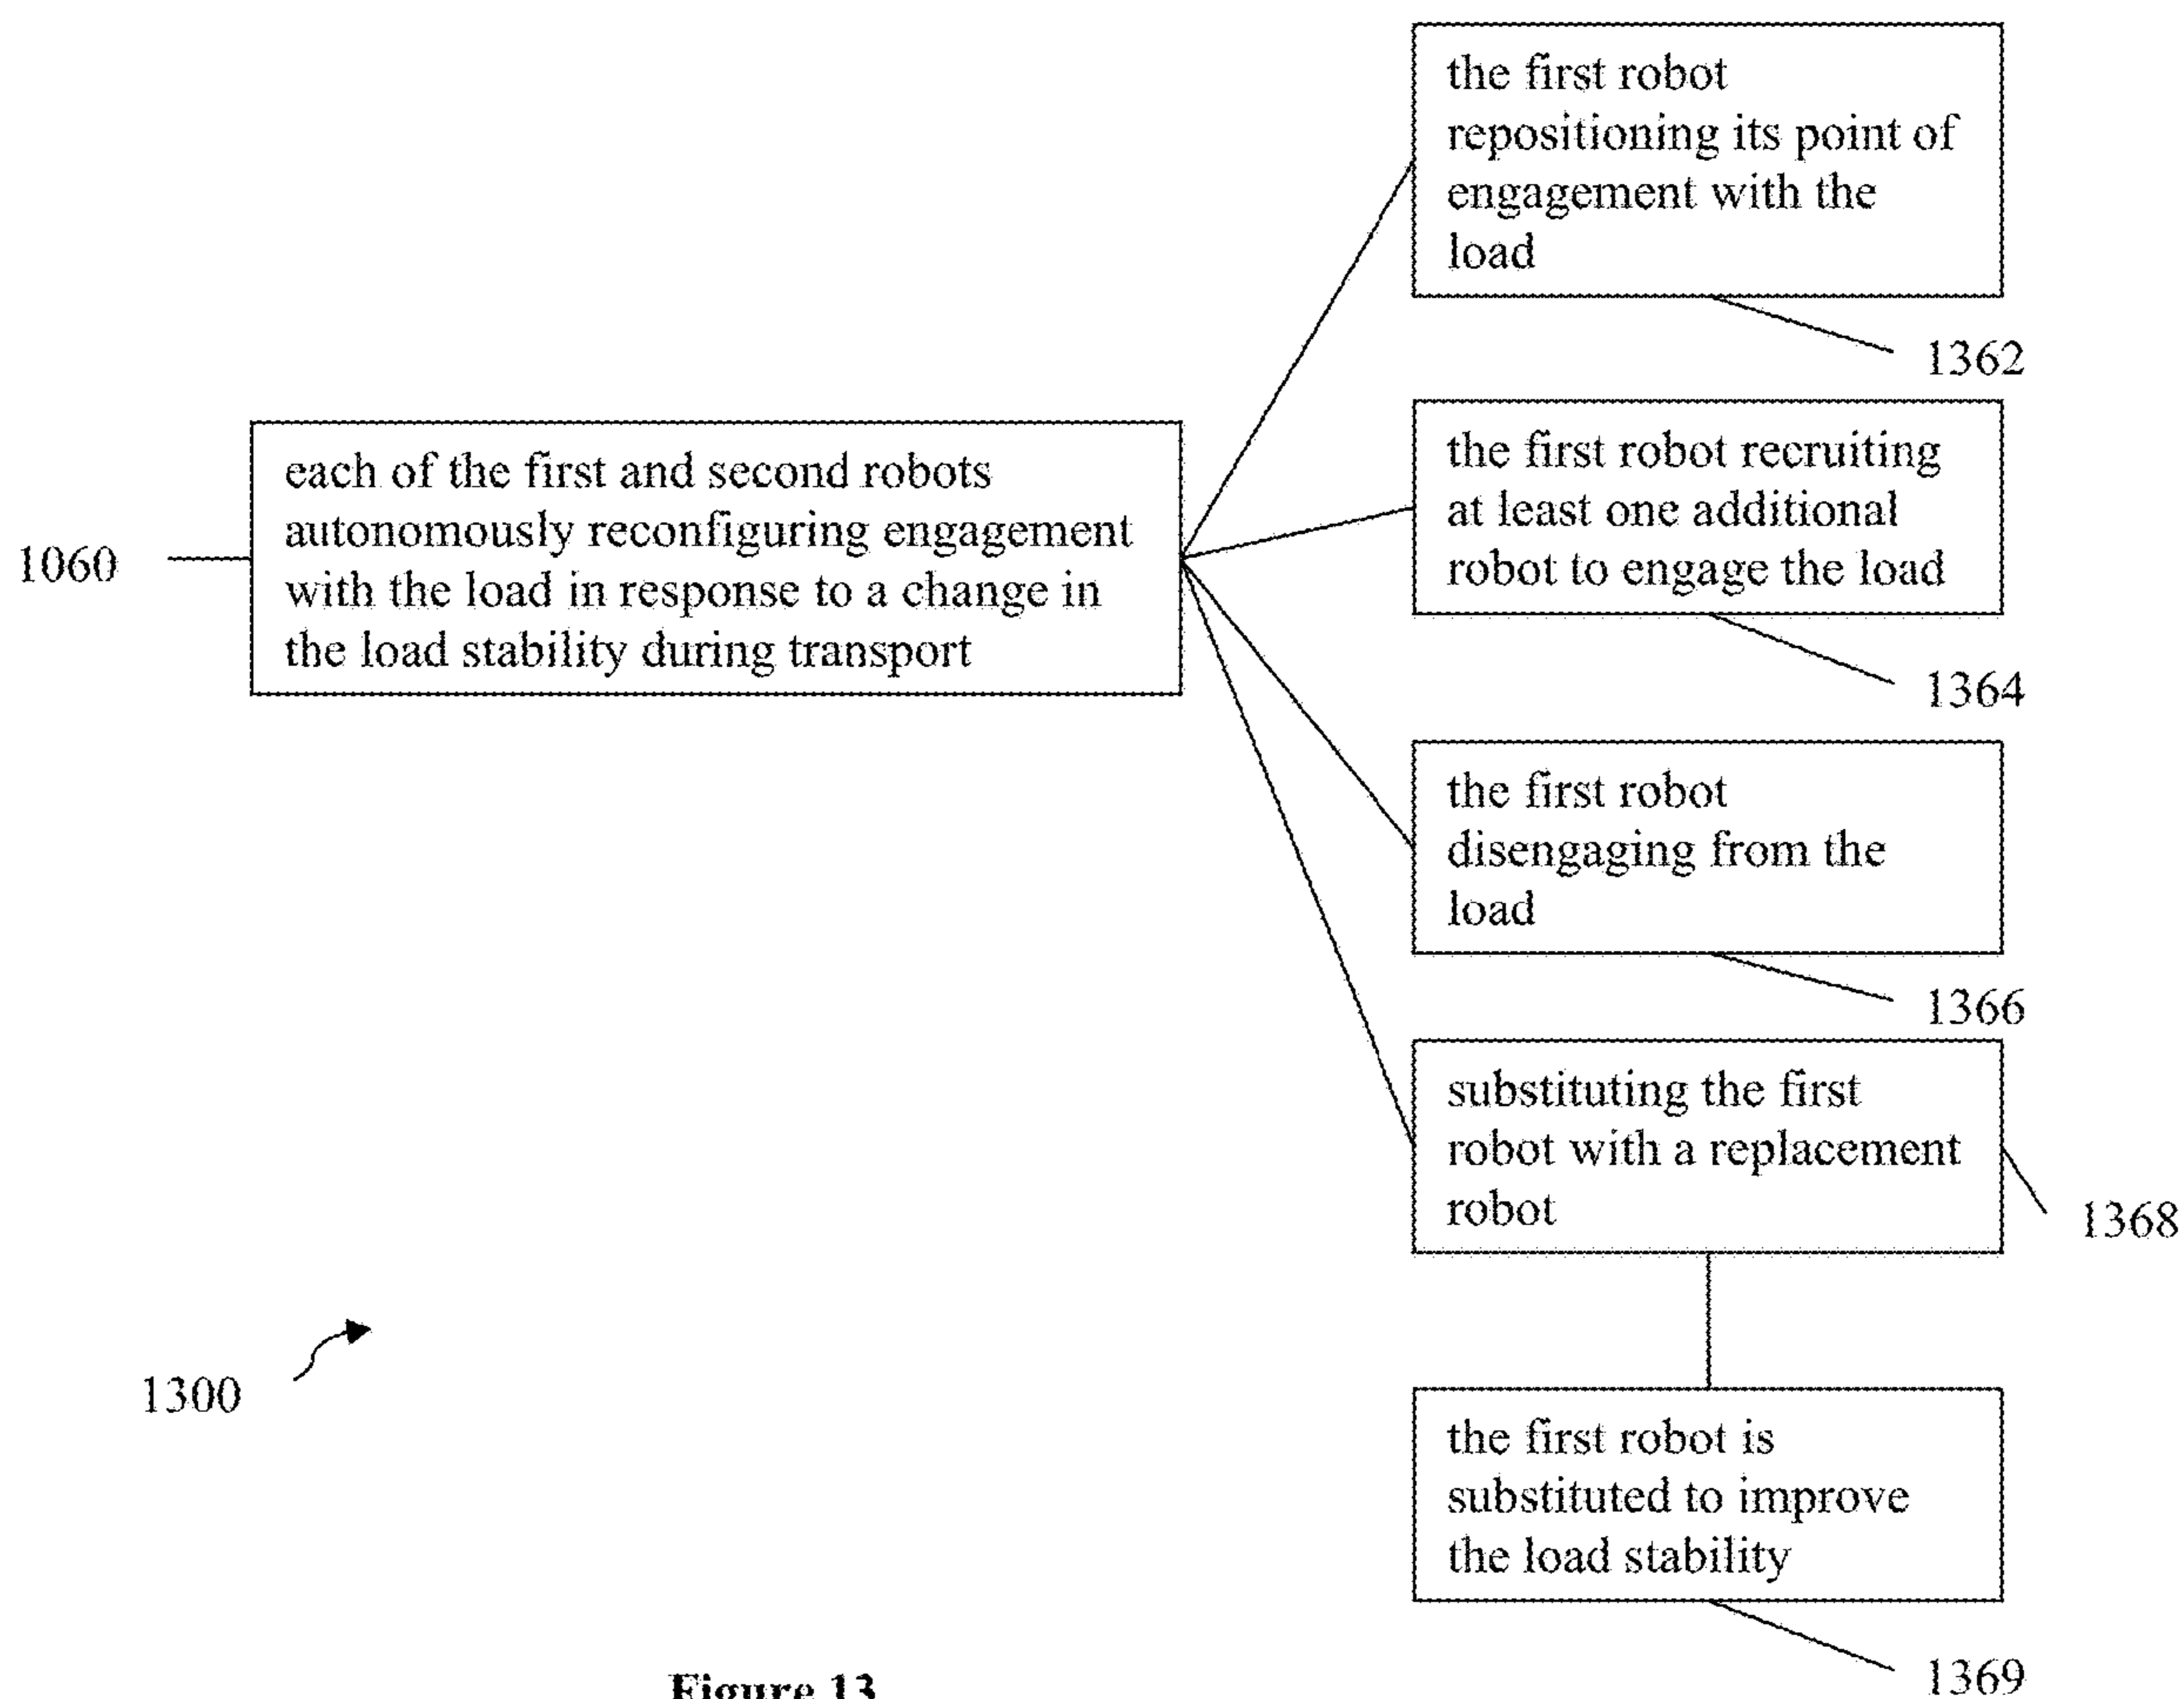 the first robot
repositioning its point of
engagement with the
load
1362
each of the first and second robots
autonomously reconfiguring engagement
with the load in response to a change in
the load stability during transport
1060
the first robot recruiting
at least one additional
robot to engage the load
1364
the first robot
disengaging from the
load
1366
substituting the first
robot with a replacement
robot
1368
1300
the first robot is
substituted to improve
the load stability
1369
Figure 13